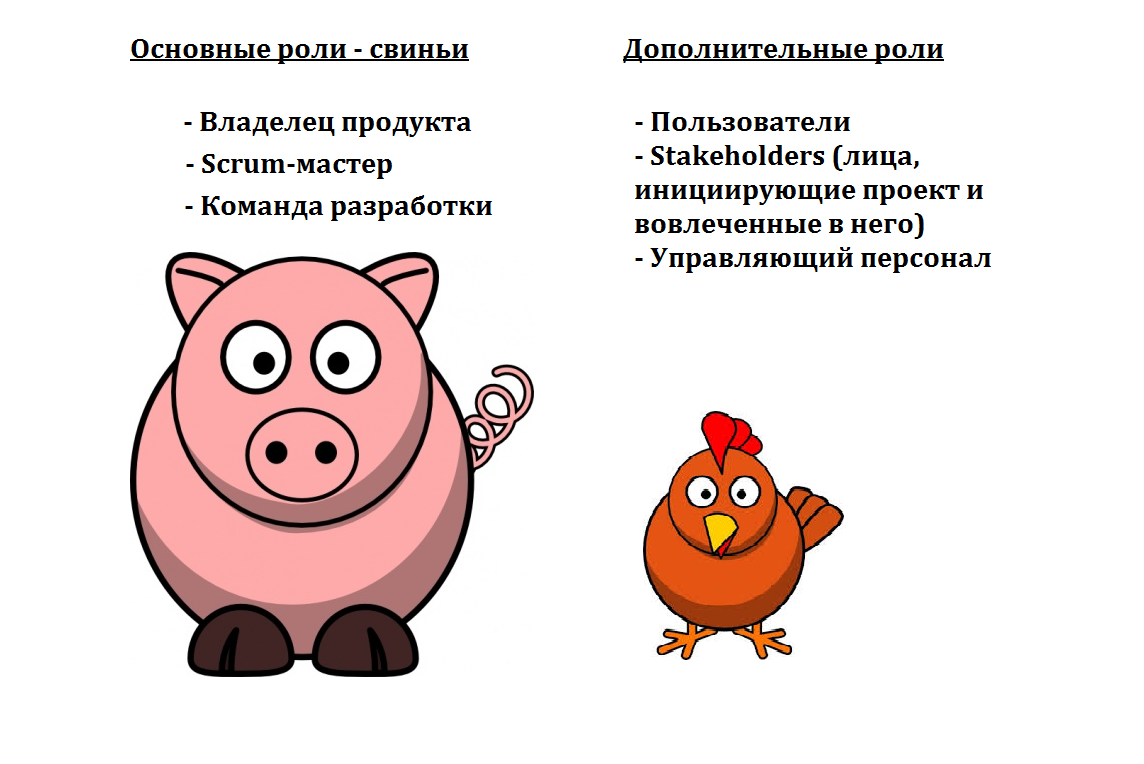 Основные роли - свиньи
- Владелец продукта
- Scrum-мастер
- Команда разработки
Дополнительные роли
- Пользователи
- Stakeholders (лица,
инициирующие проект и
вовлеченные в него)
- Управляющий персонал